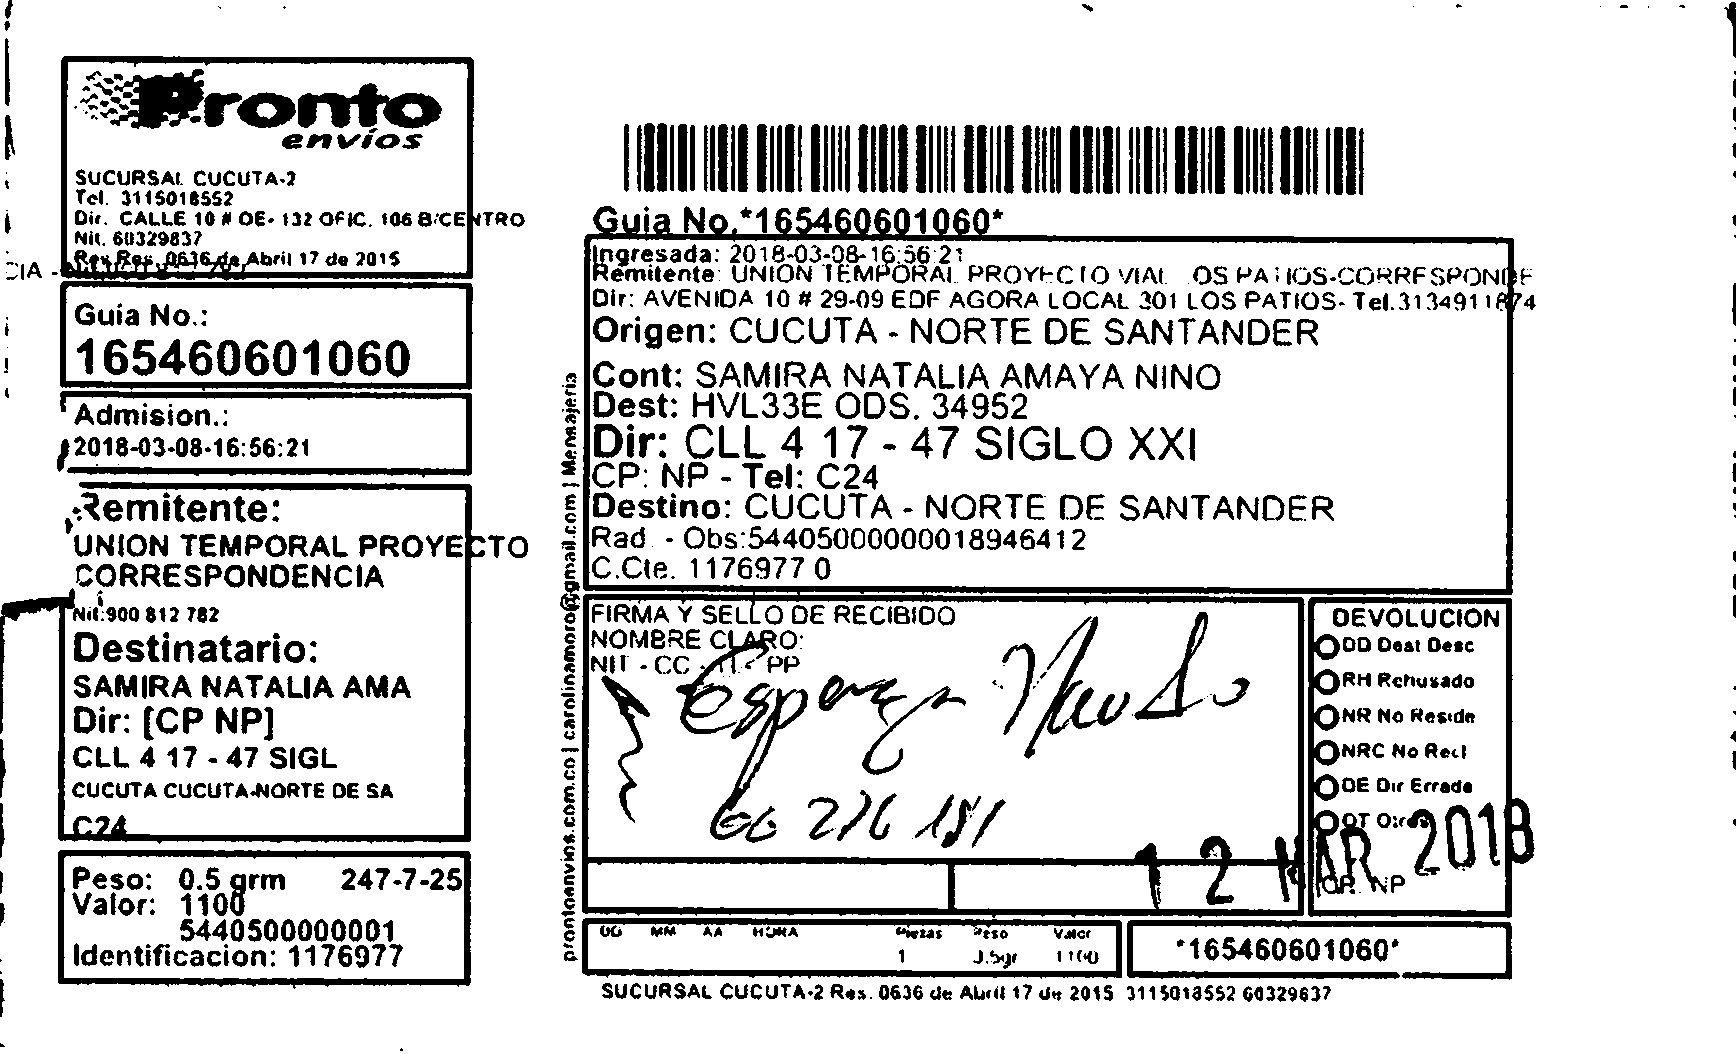 Pronto
envíos
SUCURSAL CUCUTA-2
Tel. 3115018552
Dir. CALLE 10 # OE- 132 OFIC. 106 B/CENTRO
Nit. 60329837
Res Res. 0636 de Abril 17 de 2015
CIA -
Guia No.:
165460601060
Admision.:
2018-03-08-16:56:21
Remitente:
UNION TEMPORAL PROYECTO
CORRESPONDENCIA
Nit:900 812 782
Destinatario:
SAMIRA NATALIA AMA
Dir: [CP NP]
CLL 4 17 - 47 SIGL
CUCUTA CUCUTA-NORTE DE SA
C24
Peso: 0.5 grm 247-7-25
Valor: 1100
5440500000001
Identificacion: 1176977
prontoenvios.com.co | carolinamoro@gmail.com | Mensajeria
Guia No.*165460601060*
Ingresada: 2018-03-08-16:56:21
Remitente: UNION TEMPORAL PROYECTO VIAL LOS PATIOS-CORRESPONDE
Dir: AVENIDA 10 # 29-09 EDF AGORA LOCAL 301 LOS PATIOS- Tel.3134911874
Origen: CUCUTA - NORTE DE SANTANDER
Cont: SAMIRA NATALIA AMAYA NINO
Dest: HVL33E ODS. 34952
Dir: CLL 4 17 - 47 SIGLO XXI
CP: NP - Tel: C24
Destino: CUCUTA - NORTE DE SANTANDER
Rad. - Obs:54405000000018946412
C.Cte. 1176977 0
FIRMA Y SELLO DE RECIBIDO
NOMBRE CLARO:
NIT - CC - TI - PP
Esperanza
60 276 181
DEVOLUCION
DD Dest Desc
RH Rehusado
NR No Reside
NRC No Recl
DE Dir Errada
OT Otros
12 MAR 2018
CP. NP
DD MM AA HORA Piezas Peso Valor
1 0.5gr 1100
*165460601060*
SUCURSAL CUCUTA-2 Res. 0636 de Abril 17 de 2015 3115018552 60329837